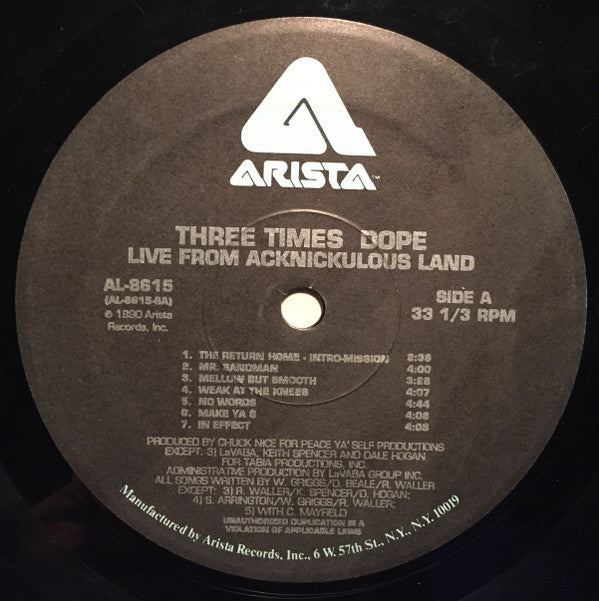 ARISTA™
THREE TIMES DOPE
LIVE FROM ACKNICKULOUS LAND
AL-8615
(AL-8615-SA)
℗ 1990 Arista
Records, Inc.
SIDE A
33 1/3 RPM
1. THE RETURN HOME - INTRO-MISSION 2:39
2. MR. SANDMAN 4:00
3. MELLOW BUT SMOOTH 3:28
4. WEAK AT THE KNEES 4:07
5. NO WORDS 4:44
6. MAKE YA S 4:08
7. IN EFFECT 4:08
PRODUCED BY CHUCK NICE FOR PEACE YA' SELF PRODUCTIONS
EXCEPT: 3) LaVABA, KEITH SPENCER AND DALE HOGAN
FOR TABIA PRODUCTIONS, INC.
ADMINISTRATIVE PRODUCTION BY LaVABA GROUP INC.
ALL SONGS WRITTEN BY W. GRIGGS/D. BEALE/R. WALLER
EXCEPT: 3) R. WALLER/K. SPENCER/D. HOGAN;
4) S. ARRINGTON/W. GRIGGS/R. WALLER;
5) WITH C. MAYFIELD
UNAUTHORIZED DUPLICATION IS A
VIOLATION OF APPLICABLE LAWS
Manufactured by Arista Records, Inc., 6 W. 57th St., N.Y., N.Y. 10019